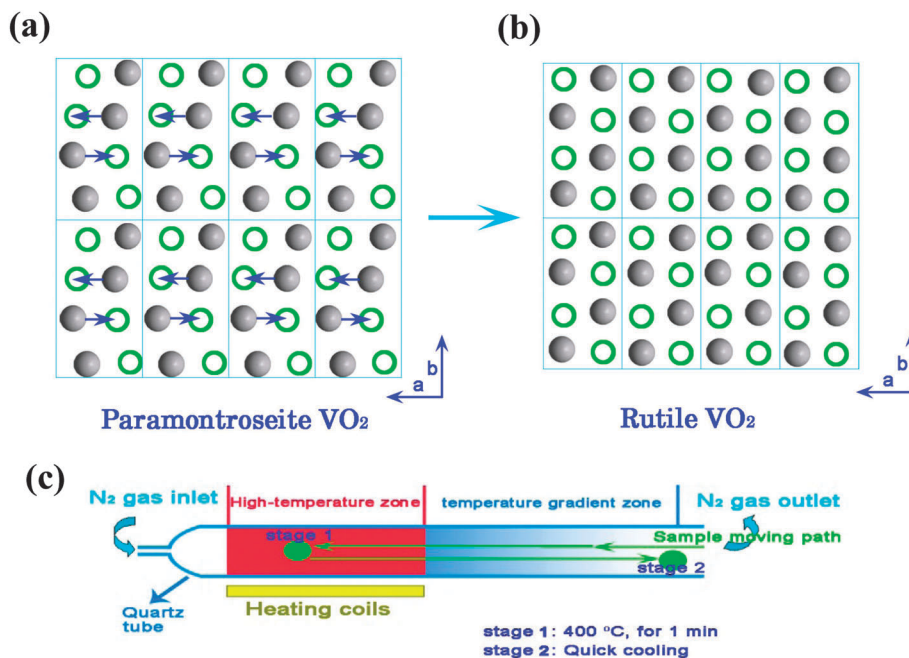 (a)
(b)
b
a
b
a
Paramontroseite VO₂
Rutile VO₂
(c)
N₂ gas inlet
High-temperature zone
temperature gradient zone
N₂ gas outlet
stage 1
Sample moving path
stage 2
Quartz
tube
Heating coils
stage 1: 400 °C, for 1 min
stage 2: Quick cooling